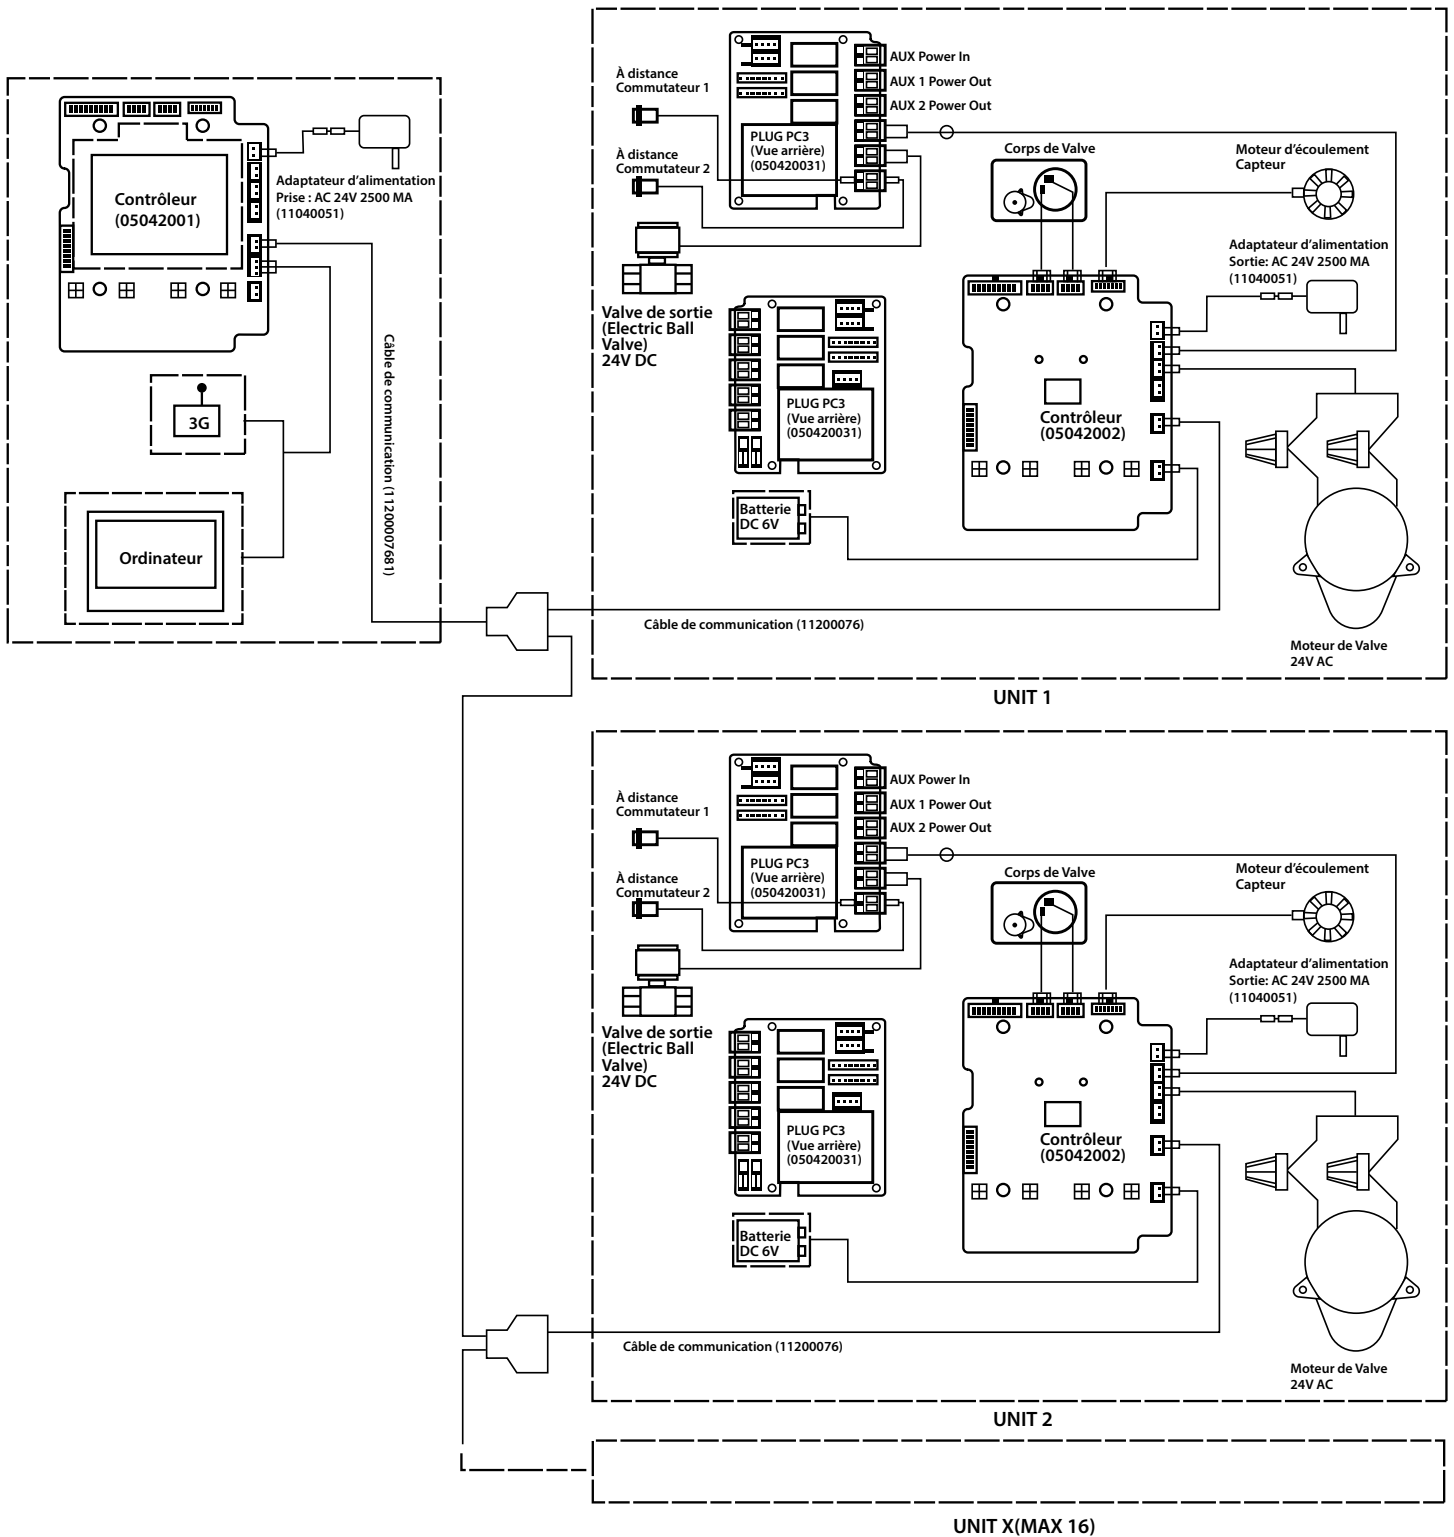 Contrôleur
(05042001)
Adaptateur d'alimentation
Prise : AC 24V 2500 MA
(11040051)
3G
Ordinateur
Câble de communication (1120007681)
À distance
Commutateur 1
À distance
Commutateur 2
Valve de sortie
(Electric Ball
Valve)
24V DC
PLUG PC3
(Vue arrière)
(050420031)
AUX Power In
AUX 1 Power Out
AUX 2 Power Out
Corps de Valve
Moteur d'écoulement
Capteur
Adaptateur d'alimentation
Sortie: AC 24V 2500 MA
(11040051)
PLUG PC3
(Vue arrière)
(050420031)
Contrôleur
(05042002)
Batterie
DC 6V
Câble de communication (11200076)
Moteur de Valve
24V AC
UNIT 1
À distance
Commutateur 1
À distance
Commutateur 2
Valve de sortie
(Electric Ball
Valve)
24V DC
PLUG PC3
(Vue arrière)
(050420031)
AUX Power In
AUX 1 Power Out
AUX 2 Power Out
Corps de Valve
Moteur d'écoulement
Capteur
Adaptateur d'alimentation
Sortie: AC 24V 2500 MA
(11040051)
PLUG PC3
(Vue arrière)
(050420031)
Contrôleur
(05042002)
Batterie
DC 6V
Câble de communication (11200076)
Moteur de Valve
24V AC
UNIT 2
UNIT X(MAX 16)